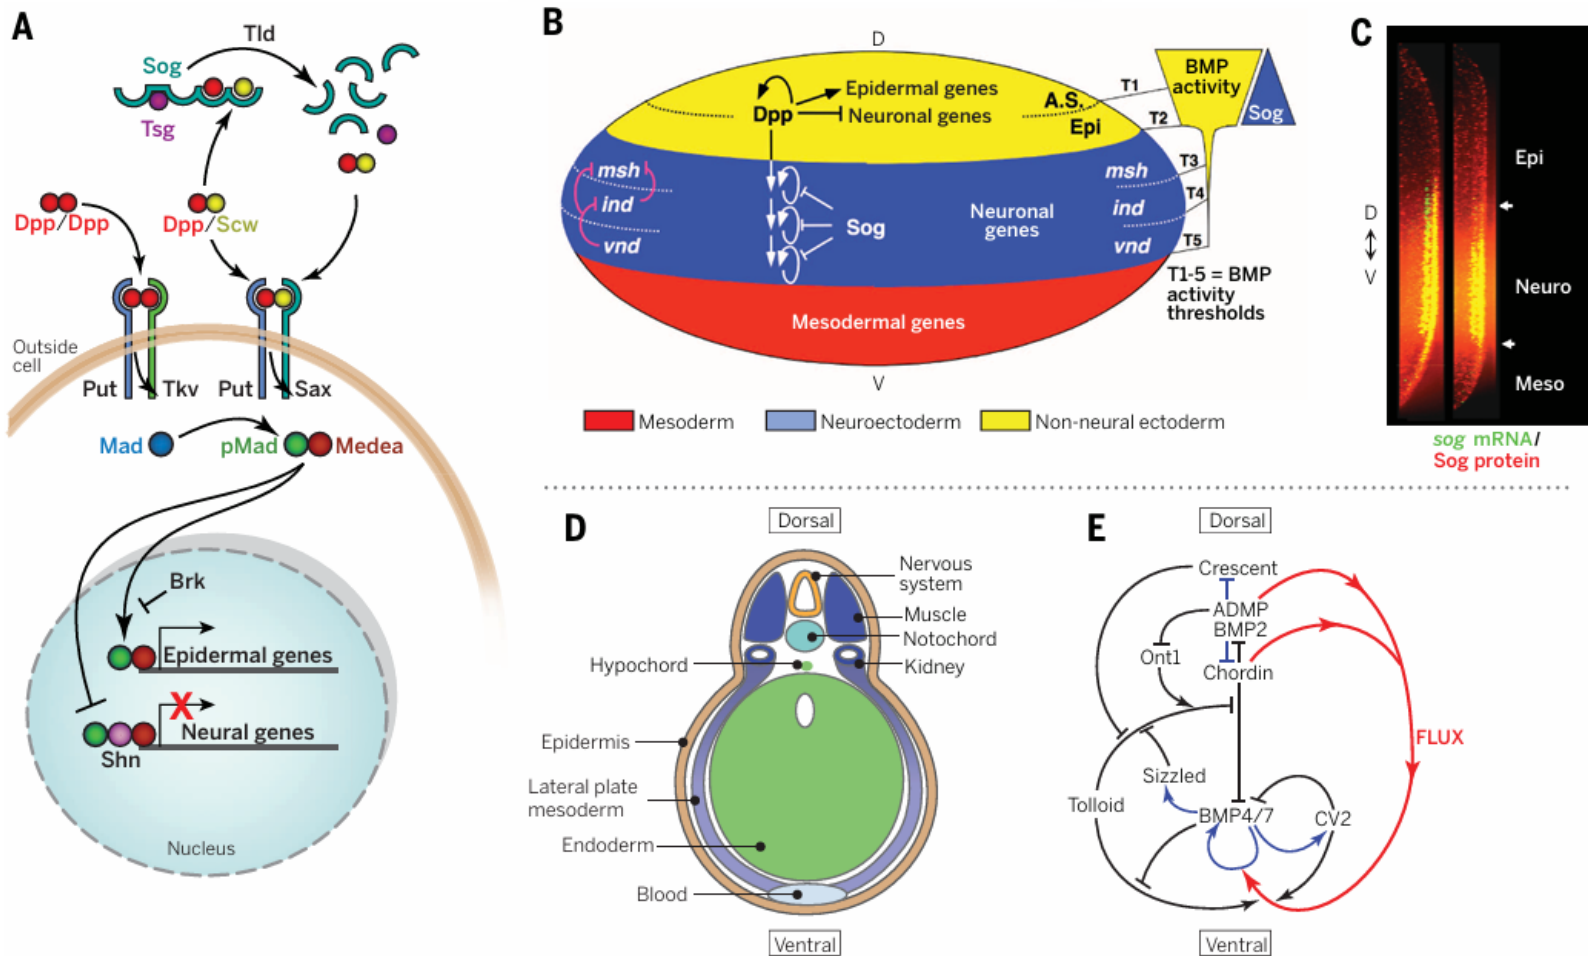 A
Tld
Sog
Tsg
Dpp/Dpp
Dpp/Scw
Outside
cell
Put
Tkv
Put
Sax
Mad
pMad
Medea
Brk
Epidermal genes
X
Neural genes
Shn
Nucleus
B
D
Dpp
Epidermal genes
Neuronal genes
A.S.
Epi
T1
T2
T3
T4
T5
BMP
activity
Sog
msh
ind
vnd
Sog
Neuronal
genes
msh
ind
vnd
Mesodermal genes
T1-5 = BMP
activity
thresholds
V
Mesoderm
Neuroectoderm
Non-neural ectoderm
C
D
V
Epi
Neuro
Meso
sog mRNA/
Sog protein
D
Dorsal
Nervous
system
Muscle
Notochord
Hypochord
Kidney
Epidermis
Lateral plate
mesoderm
Endoderm
Blood
Ventral
E
Dorsal
Crescent
ADMP
BMP2
Ont1
Chordin
FLUX
Sizzled
Tolloid
BMP4/7
CV2
Ventral